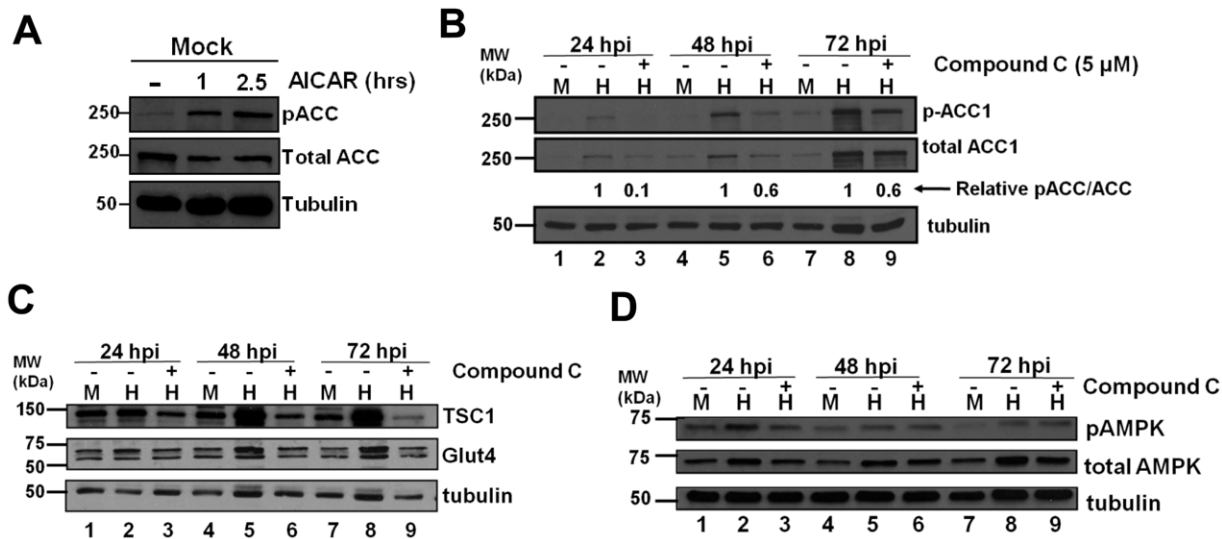 A
Mock
- 1 2.5 AICAR (hrs)
250 pACC
250 Total ACC
50 Tubulin
B
24 hpi 48 hpi 72 hpi
MW (kDa)
- - + - - + - - + Compound C (5 µM)
M H H M H H M H H
250 p-ACC1
250 total ACC1
1 0.1 1 0.6 1 0.6 Relative pACC/ACC
50 tubulin
1 2 3 4 5 6 7 8 9
C
24 hpi 48 hpi 72 hpi
MW (kDa)
- - + - - + - - + Compound C
M H H M H H M H H
150 TSC1
75 Glut4
50
50 tubulin
1 2 3 4 5 6 7 8 9
D
24 hpi 48 hpi 72 hpi
MW (kDa)
- - + - - + - - + Compound C
M H H M H H M H H
75 pAMPK
75 total AMPK
50 tubulin
1 2 3 4 5 6 7 8 9